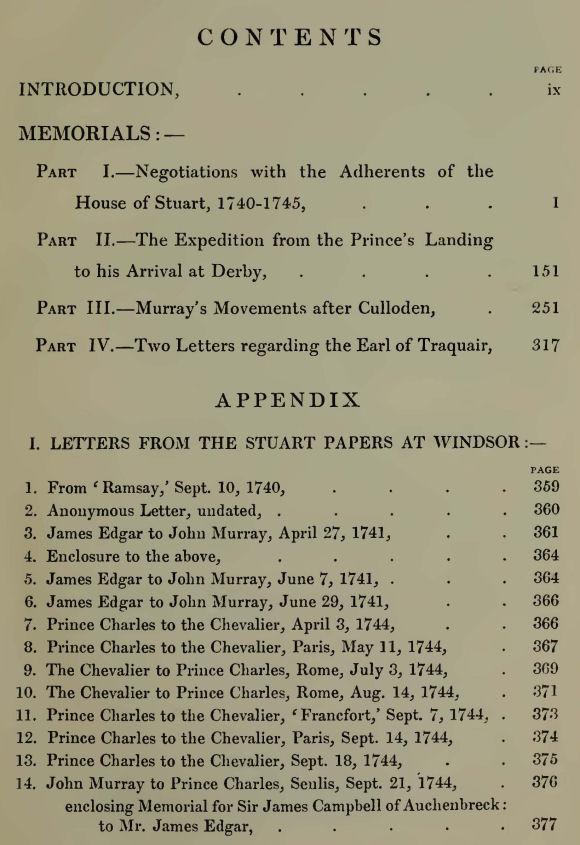 CONTENTS
PAGE
INTRODUCTION, . . . . . ix
MEMORIALS:—
PART I.—Negotiations with the Adherents of the
House of Stuart, 1740-1745, . . . 1
PART II.—The Expedition from the Prince's Landing
to his Arrival at Derby, . . . . 151
PART III.—Murray's Movements after Culloden, . 251
PART IV.—Two Letters regarding the Earl of Traquair, 317
APPENDIX
I. LETTERS FROM THE STUART PAPERS AT WINDSOR:—
PAGE
1. From 'Ramsay,' Sept. 10, 1740, . . . . 359
2. Anonymous Letter, undated, . . . . . 360
3. James Edgar to John Murray, April 27, 1741, . . 361
4. Enclosure to the above, . . . . . 364
5. James Edgar to John Murray, June 7, 1741, . . . 364
6. James Edgar to John Murray, June 29, 1741, . . 366
7. Prince Charles to the Chevalier, April 3, 1744, . . 366
8. Prince Charles to the Chevalier, Paris, May 11, 1744, . 367
9. The Chevalier to Prince Charles, Rome, July 3, 1744, . 369
10. The Chevalier to Prince Charles, Rome, Aug. 14, 1744, . 371
11. Prince Charles to the Chevalier, 'Francfort,' Sept. 7, 1744, . 373
12. Prince Charles to the Chevalier, Paris, Sept. 14, 1744, . 374
13. Prince Charles to the Chevalier, Sept. 18, 1744, . . 375
14. John Murray to Prince Charles, Senlis, Sept. 21, 1744, . 376
enclosing Memorial for Sir James Campbell of Auchenbreck:
to Mr. James Edgar, . . . . . 377